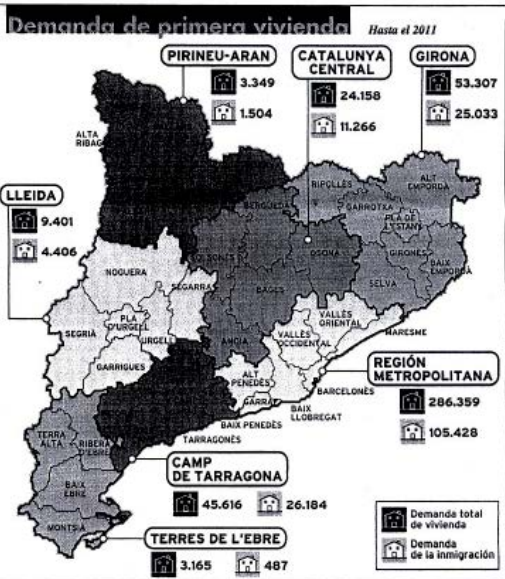 Demanda de primera vivienda
Hasta el 2011
PIRINEU-ARAN
3.349
1.504
CATALUNYA
CENTRAL
24.158
11.266
GIRONA
53.307
25.033
ALTA
LLEIDA
9.401
4.406
BERGUEDÀ
RIPOLLÈS
GARROTXA
ALT
EMPORDÀ
PLA DE
L'ESTANY
GIRONÈS
BAIX
EMPORDÀ
SELVA
OSONA
BAGES
SOLSONÈS
NOGUERA
SEGARRA
PLA
D'URGELL
SEGRIÀ
URGELL
GARRIGUES
VALLÈS
ORIENTAL
VALLÈS
OCCIDENTAL
MARESME
ALT
PENEDÈS
GARRAF
BARCELONÈS
BAIX
LLOBREGAT
BAIX PENEDÈS
TARRAGONÈS
REGIÓN
METROPOLITANA
286.359
105.428
TERRA
ALTA
RIBERA
D'EBRE
BAIX
EBRE
MONTSIÀ
CAMP
DE TARRAGONA
45.616
26.184
TERRES DE L'EBRE
3.165
487
Demanda total
de vivienda
Demanda
de la inmigración